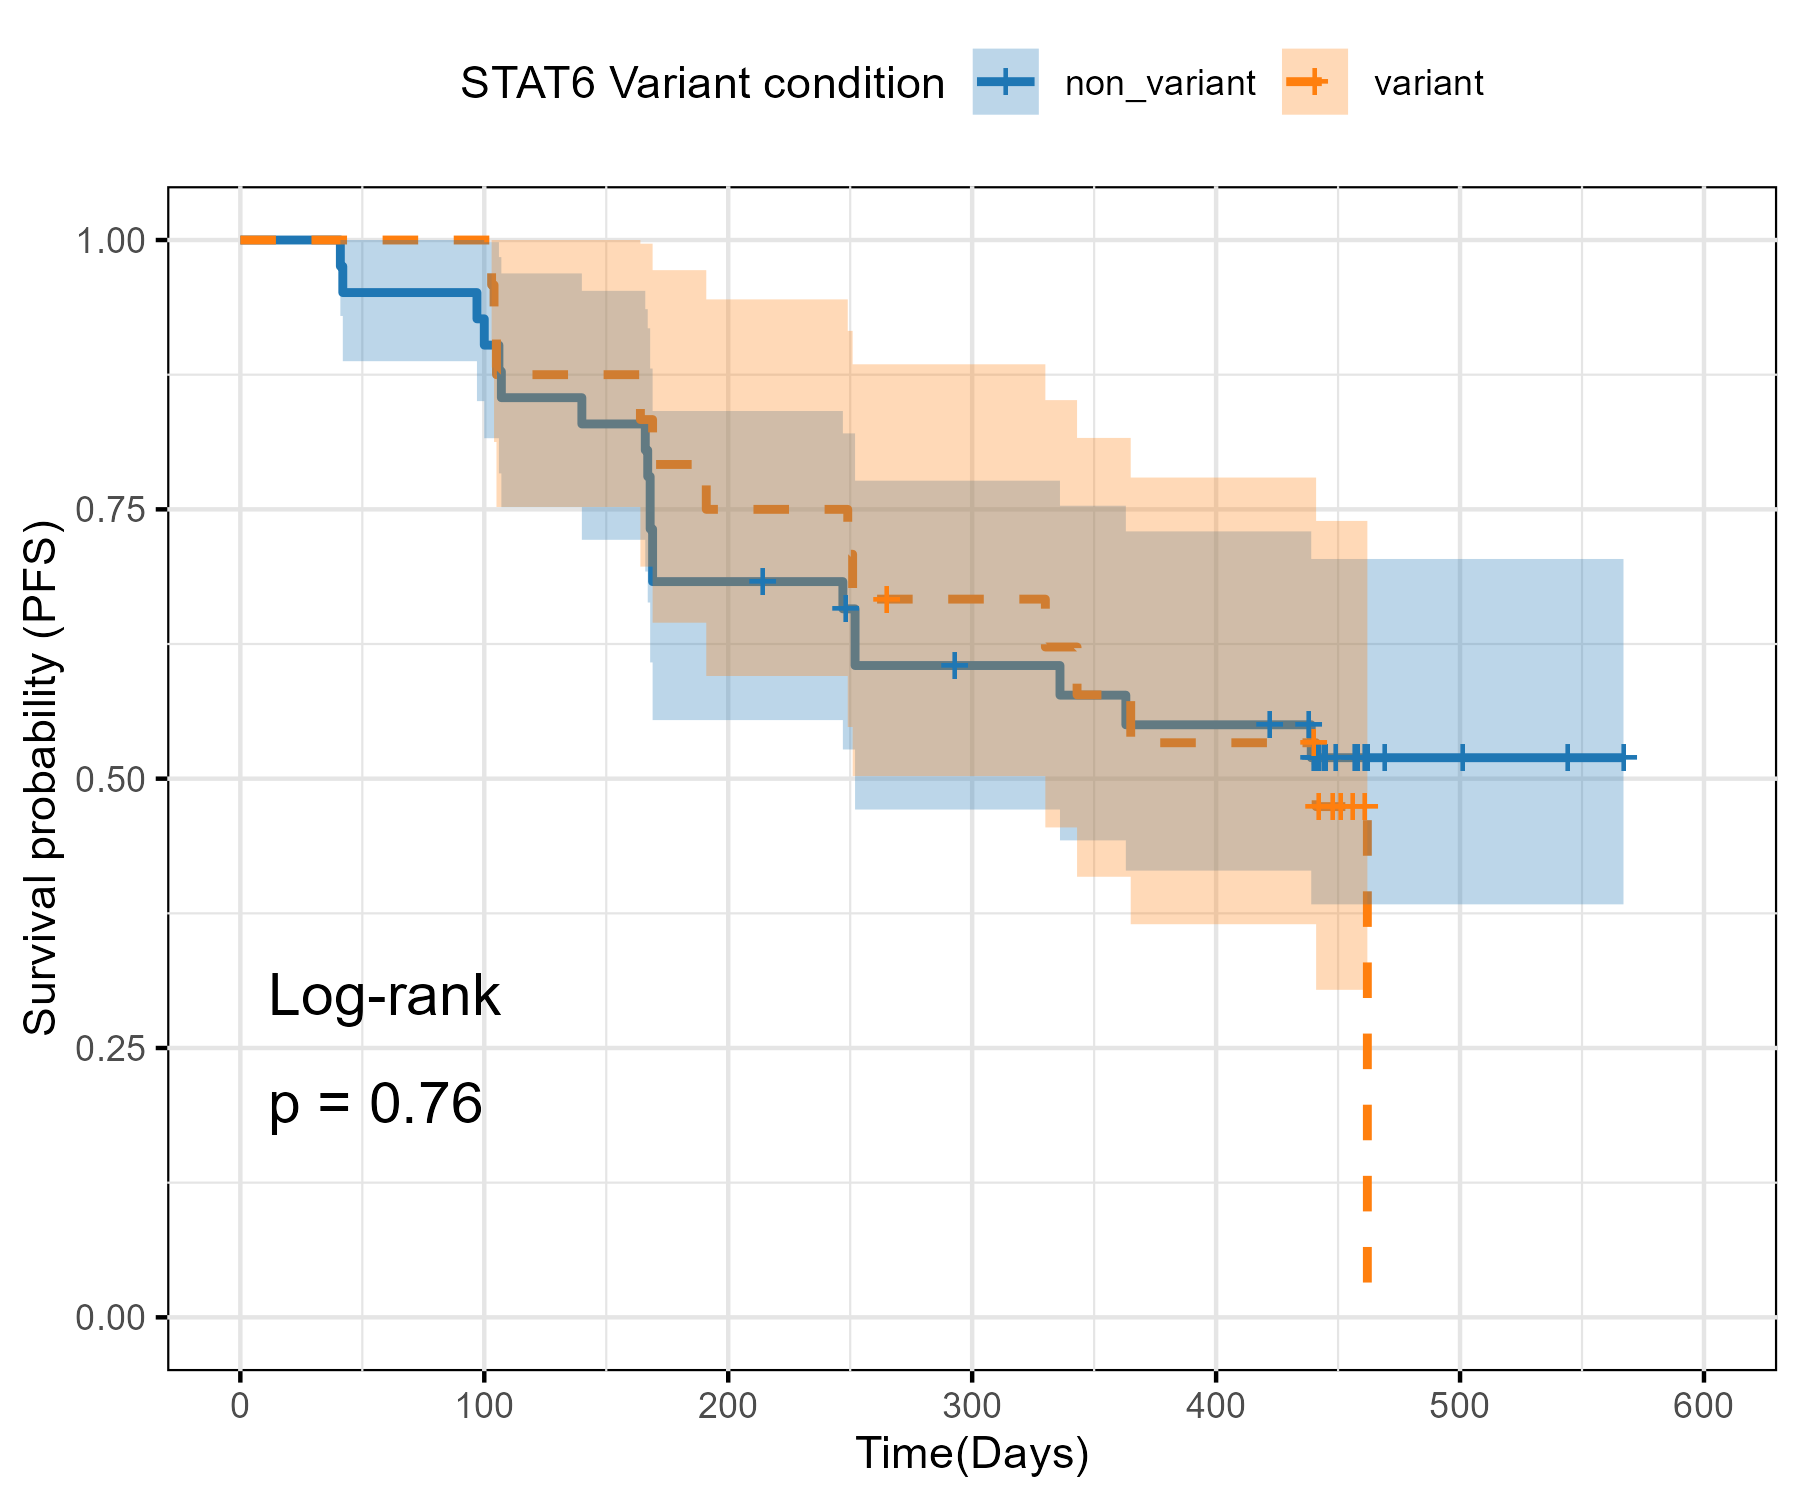 STAT6 Variant condition non_variant variant
Survival probability (PFS)
1.00
0.75
0.50
0.25
0.00
Log-rank
p = 0.76
0 100 200 300 400 500 600
Time(Days)